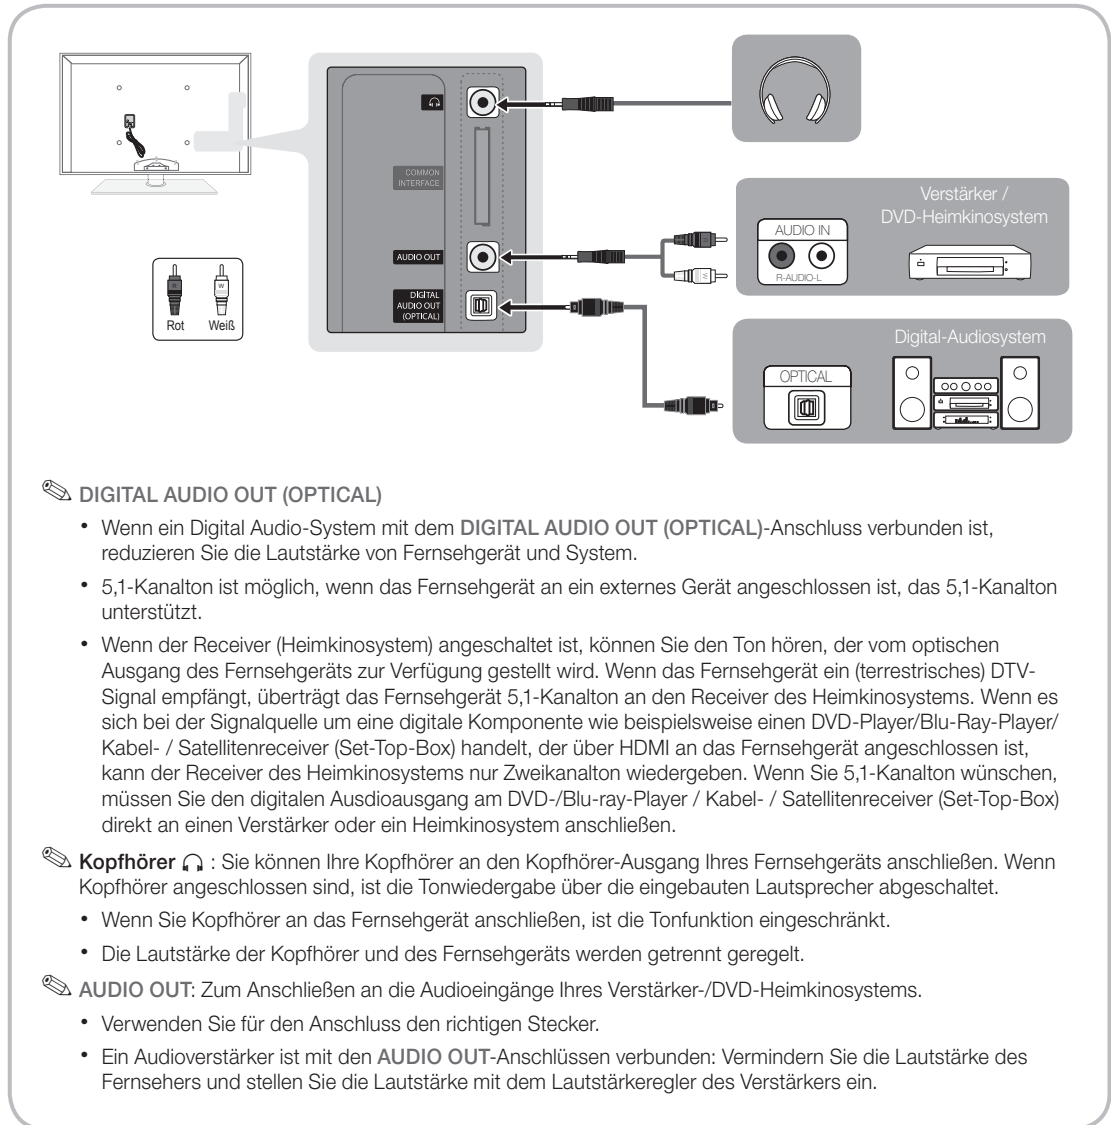 COMMON
INTERFACE
AUDIO OUT
DIGITAL
AUDIO OUT
(OPTICAL)
R
W
Rot
Weiß
R
W
Verstärker /
DVD-Heimkinosystem
AUDIO IN
R-AUDIO-L
Digital-Audiosystem
OPTICAL
DIGITAL AUDIO OUT (OPTICAL)
• Wenn ein Digital Audio-System mit dem DIGITAL AUDIO OUT (OPTICAL)-Anschluss verbunden ist,
reduzieren Sie die Lautstärke von Fernsehgerät und System.
• 5,1-Kanalton ist möglich, wenn das Fernsehgerät an ein externes Gerät angeschlossen ist, das 5,1-Kanalton
unterstützt.
• Wenn der Receiver (Heimkinosystem) angeschaltet ist, können Sie den Ton hören, der vom optischen
Ausgang des Fernsehgeräts zur Verfügung gestellt wird. Wenn das Fernsehgerät ein (terrestrisches) DTV-
Signal empfängt, überträgt das Fernsehgerät 5,1-Kanalton an den Receiver des Heimkinosystems. Wenn es
sich bei der Signalquelle um eine digitale Komponente wie beispielsweise einen DVD-Player/Blu-Ray-Player/
Kabel- / Satellitenreceiver (Set-Top-Box) handelt, der über HDMI an das Fernsehgerät angeschlossen ist,
kann der Receiver des Heimkinosystems nur Zweikanalton wiedergeben. Wenn Sie 5,1-Kanalton wünschen,
müssen Sie den digitalen Ausdioausgang am DVD-/Blu-ray-Player / Kabel- / Satellitenreceiver (Set-Top-Box)
direkt an einen Verstärker oder ein Heimkinosystem anschließen.
Kopfhörer : Sie können Ihre Kopfhörer an den Kopfhörer-Ausgang Ihres Fernsehgeräts anschließen. Wenn
Kopfhörer angeschlossen sind, ist die Tonwiedergabe über die eingebauten Lautsprecher abgeschaltet.
• Wenn Sie Kopfhörer an das Fernsehgerät anschließen, ist die Tonfunktion eingeschränkt.
• Die Lautstärke der Kopfhörer und des Fernsehgeräts werden getrennt geregelt.
AUDIO OUT: Zum Anschließen an die Audioeingänge Ihres Verstärker-/DVD-Heimkinosystems.
• Verwenden Sie für den Anschluss den richtigen Stecker.
• Ein Audioverstärker ist mit den AUDIO OUT-Anschlüssen verbunden: Vermindern Sie die Lautstärke des
Fernsehers und stellen Sie die Lautstärke mit dem Lautstärkeregler des Verstärkers ein.